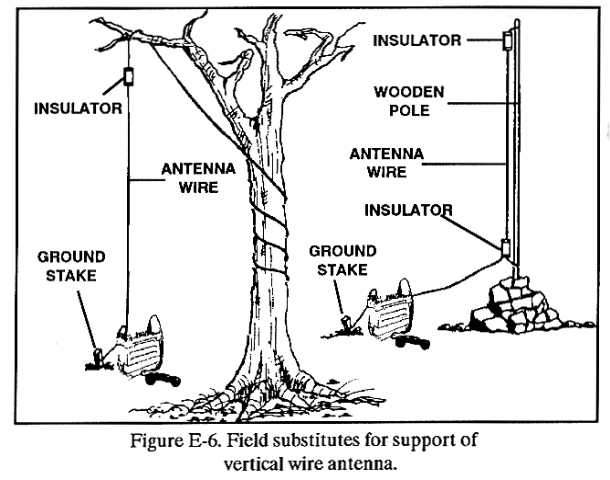 INSULATOR
ANTENNA
WIRE
GROUND
STAKE
INSULATOR
WOODEN
POLE
ANTENNA
WIRE
INSULATOR
GROUND
STAKE
Figure E-6. Field substitutes for support of
vertical wire antenna.